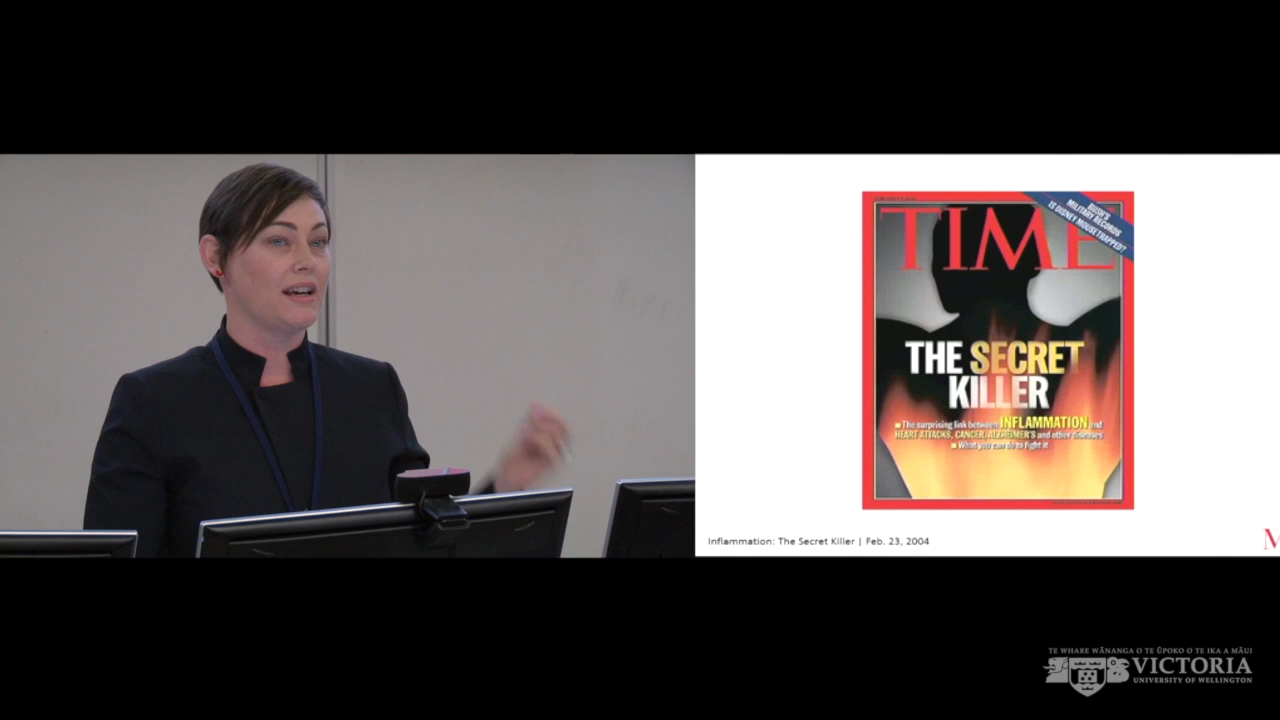 BUSH'S
MILITARY RECORDS
IS DISNEY MOUSETRAPPED?
TIME
THE SECRET
KILLER
The surprising link between INFLAMMATION and
HEART ATTACKS, CANCER, ALZHEIMER'S and other diseases
What you can do to fight it
Inflammation: The Secret Killer | Feb. 23, 2004
M
TE WHARE WĀNANGA O TE ŪPOKO O TE IKA A MĀUI
VICTORIA
UNIVERSITY OF WELLINGTON